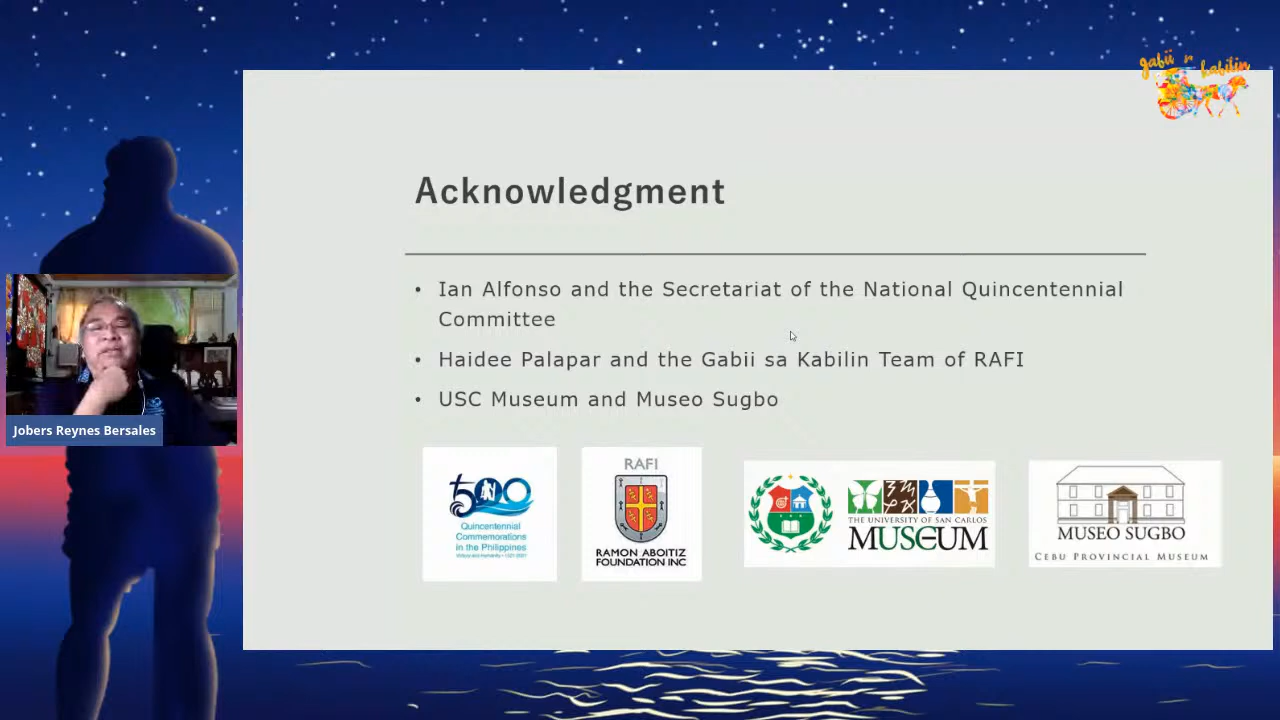 gabii sa kabilin
Acknowledgment
• Ian Alfonso and the Secretariat of the National Quincentennial
Committee
• Haidee Palapar and the Gabii sa Kabilin Team of RAFI
• USC Museum and Museo Sugbo
Jobers Reynes Bersales
500
Quincentennial
Commemorations
in the Philippines
RAFI
RAMON ABOITIZ
FOUNDATION INC
THE UNIVERSITY OF SAN CARLOS
MUSEUM
MUSEO SUGBO
CEBU PROVINCIAL MUSEUM